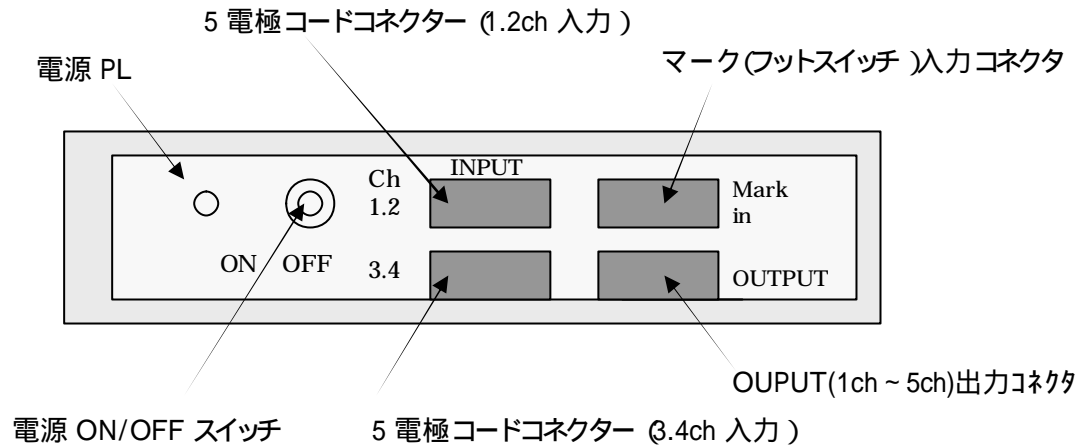 5 電極コードコネクター (1.2ch 入力)
電源 PL
マーク(フットスイッチ)入力コネクタ
INPUT
Ch
1.2
Mark
in
ON OFF
3.4
OUTPUT
OUPUT(1ch ~ 5ch)出力ｺﾈｸﾀ
電源 ON/OFF スイッチ
5 電極コードコネクター (3.4ch 入力)